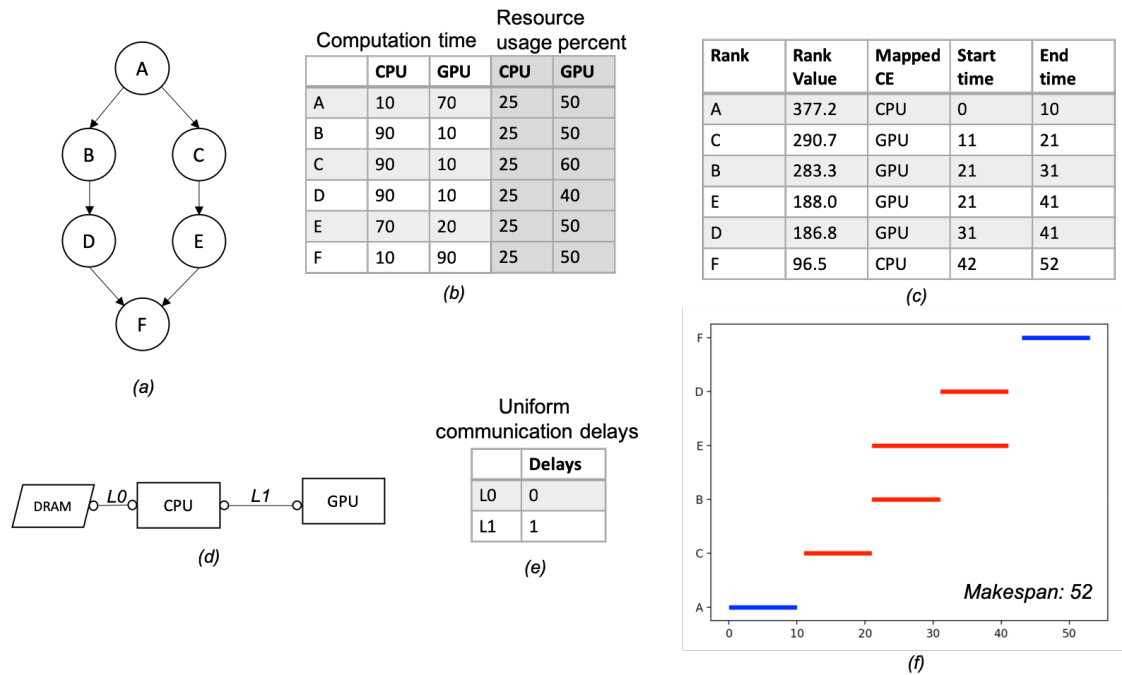 A
B
C
D
E
F
(a)
Computation time
Resource
usage percent
CPU GPU CPU GPU
A 10 70 25 50
B 90 10 25 50
C 90 10 25 60
D 90 10 25 40
E 70 20 25 50
F 10 90 25 50
(b)
Rank Rank Value Mapped CE Start time End time
A 377.2 CPU 0 10
C 290.7 GPU 11 21
B 283.3 GPU 21 31
E 188.0 GPU 21 41
D 186.8 GPU 31 41
F 96.5 CPU 42 52
(c)
DRAM L0 CPU L1 GPU
(d)
Uniform
communication delays
Delays
L0 0
L1 1
(e)
F
D
E
B
C
A
Makespan: 52
0 10 20 30 40 50
(f)